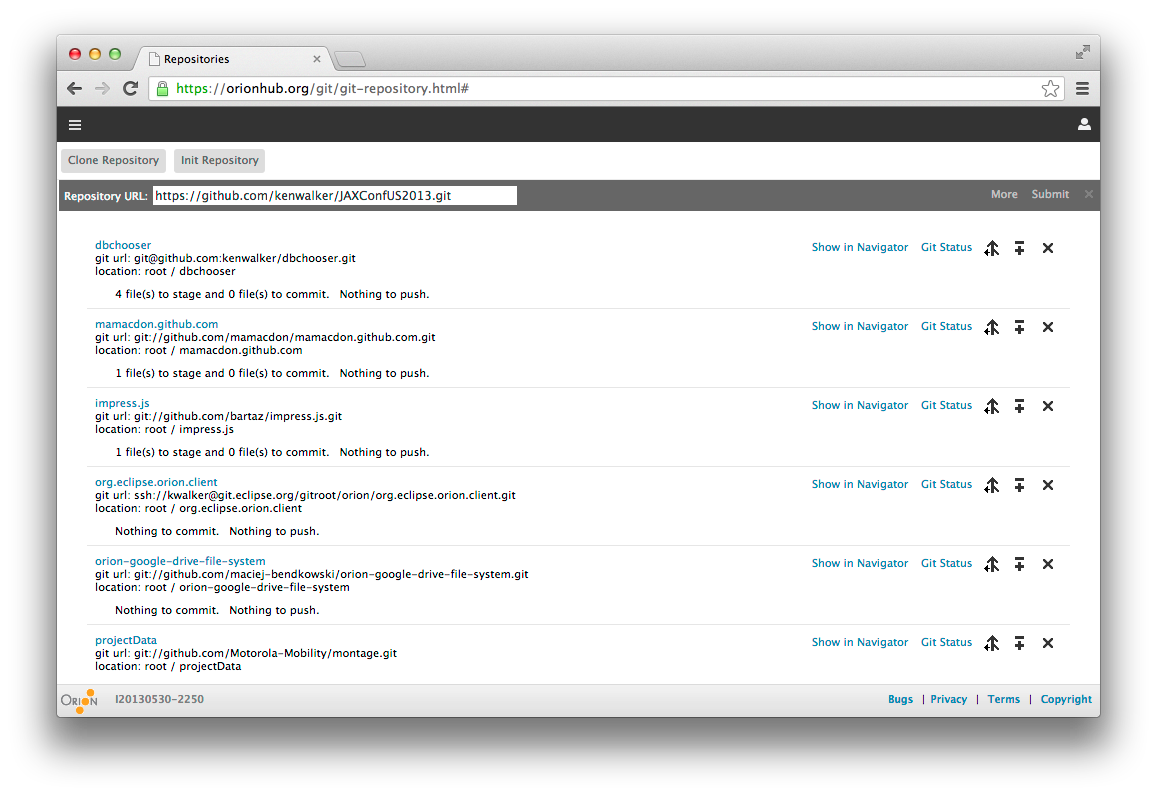 Repositories
https://orionhub.org/git/git-repository.html#
Clone Repository Init Repository
Repository URL: https://github.com/kenwalker/JAXConfUS2013.git More Submit
dbchooser Show in Navigator Git Status
git url: git@github.com:kenwalker/dbchooser.git
location: root / dbchooser
4 file(s) to stage and 0 file(s) to commit. Nothing to push.
mamacdon.github.com Show in Navigator Git Status
git url: git://github.com/mamacdon/mamacdon.github.com.git
location: root / mamacdon.github.com
1 file(s) to stage and 0 file(s) to commit. Nothing to push.
impress.js Show in Navigator Git Status
git url: git://github.com/bartaz/impress.js.git
location: root / impress.js
1 file(s) to stage and 0 file(s) to commit. Nothing to push.
org.eclipse.orion.client Show in Navigator Git Status
git url: ssh://kwalker@git.eclipse.org/gitroot/orion/org.eclipse.orion.client.git
location: root / org.eclipse.orion.client
Nothing to commit. Nothing to push.
orion-google-drive-file-system Show in Navigator Git Status
git url: git://github.com/maciej-bendkowski/orion-google-drive-file-system.git
location: root / orion-google-drive-file-system
Nothing to commit. Nothing to push.
projectData Show in Navigator Git Status
git url: git://github.com/Motorola-Mobility/montage.git
location: root / projectData
ORION I20130530-2250 Bugs | Privacy | Terms | Copyright